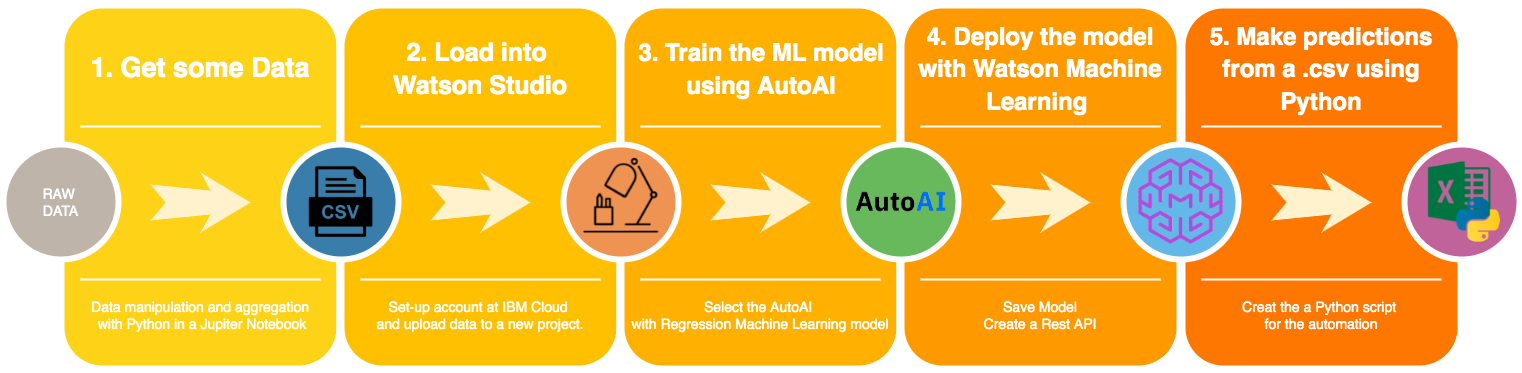 1. Get some Data
2. Load into
Watson Studio
3. Train the ML model
using AutoAI
4. Deploy the model
with Watson Machine
Learning
5. Make predictions
from a .csv using
Python
RAW
DATA
CSV
AutoAI
M
X
Data manipulation and aggregation
with Python in a Jupiter Notebook
Set-up account at IBM Cloud
and upload data to a new project.
Select the AutoAI
with Regression Machine Learning model
Save Model
Create a Rest API
Creat the a Python script
for the automation